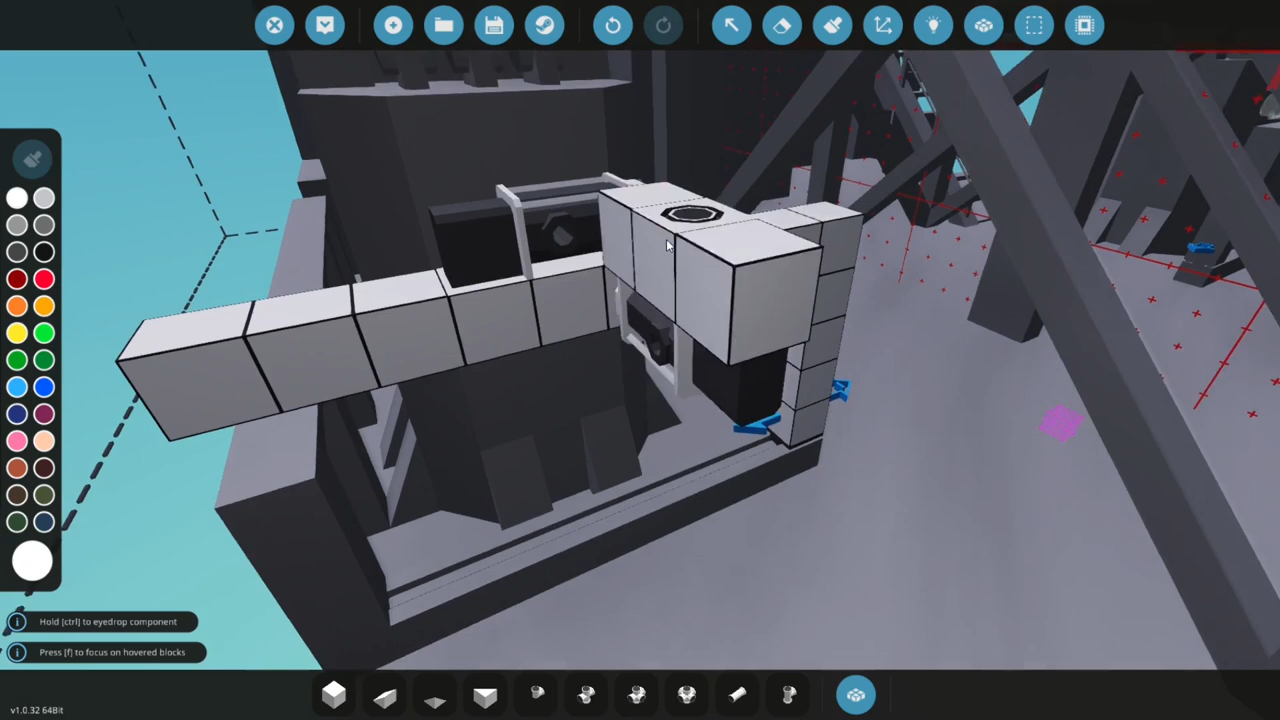 Hold [ctrl] to eyedrop component
Press [f] to focus on hovered blocks
v1.0.32 64Bit